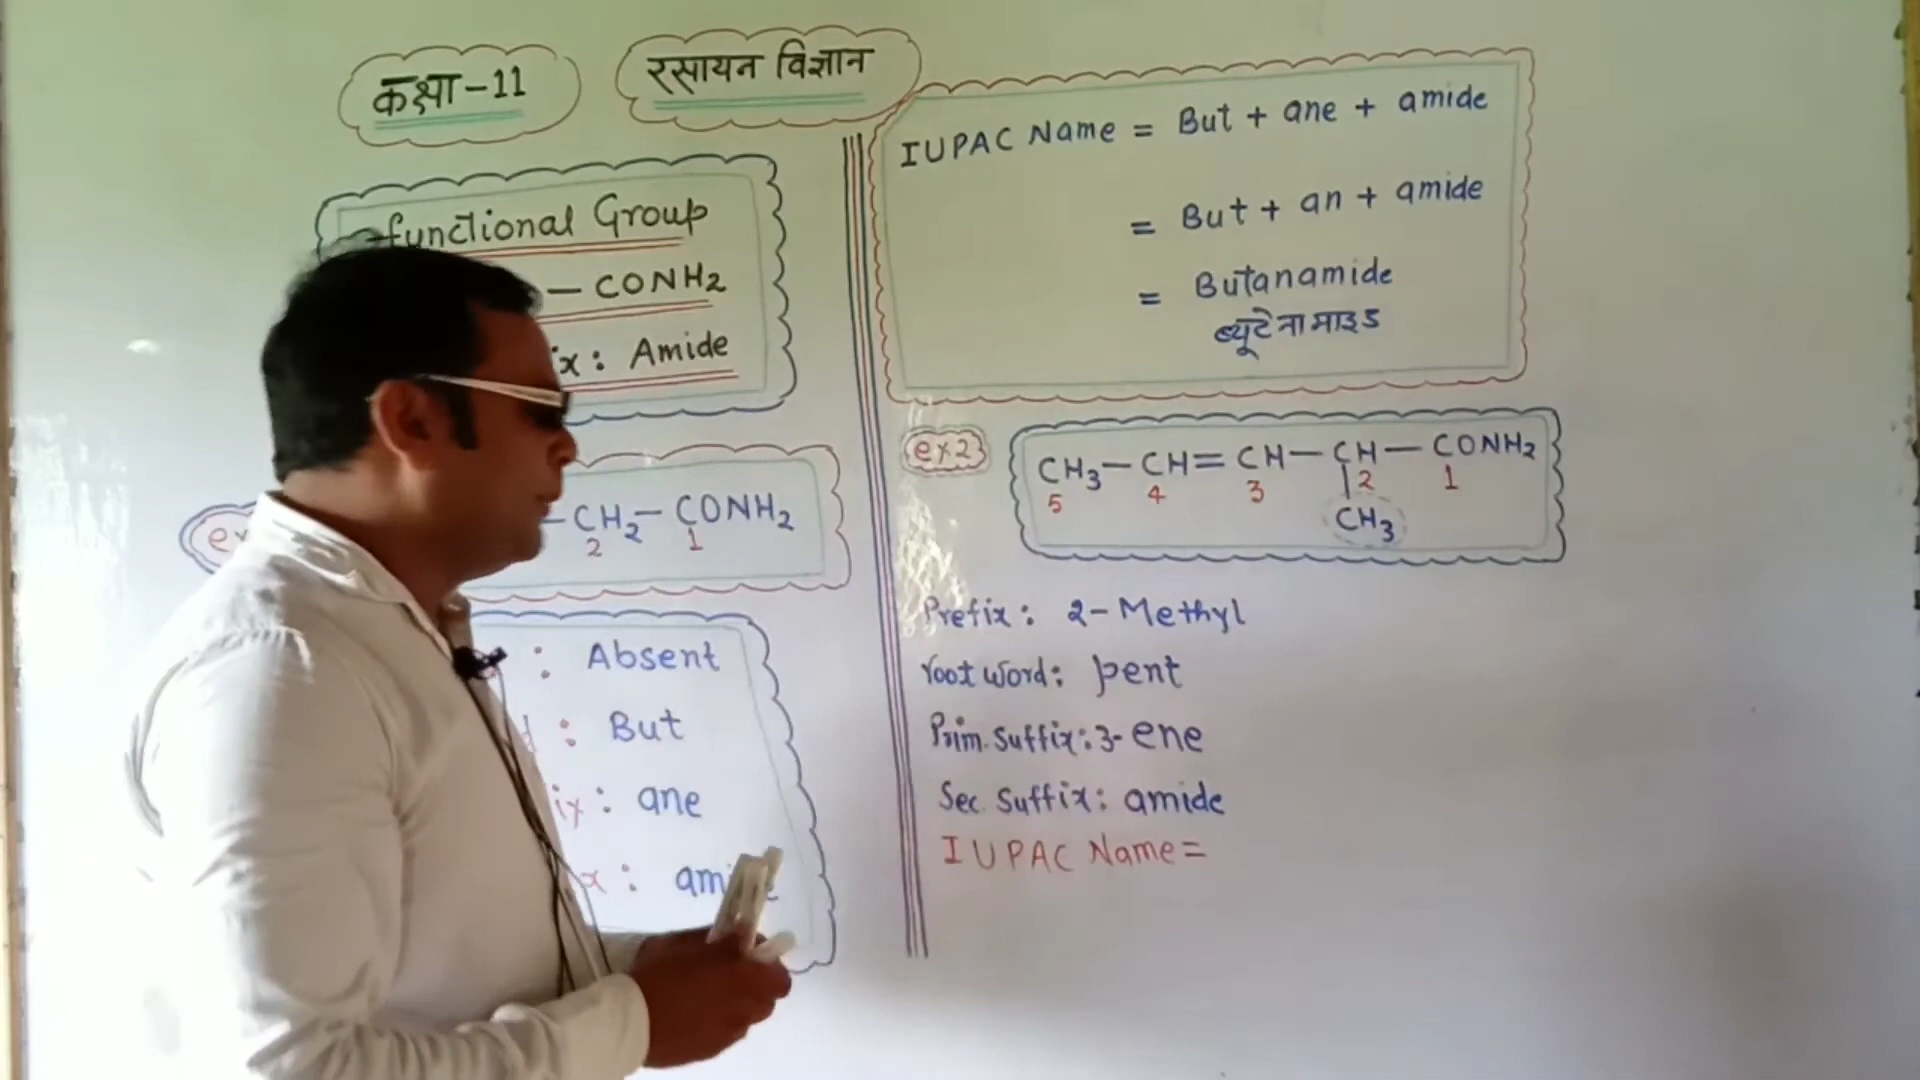 कक्षा-11
रसायन विज्ञान
functional Group
— CONH2
x: Amide
-CH2-CONH2
2 1
: Absent
: But
ix: ane
x:
IUPAC Name = But + ane + amide
= But + an + amide
= Butanamide
ब्यूटेनामाइड
ex2
CH3-CH=CH-CH-CONH2
5 4 3 2 1
CH3
Prefix: 2-Methyl
root word: pent
Prim. Suffix: 3-ene
Sec. Suffix: amide
IUPAC Name=